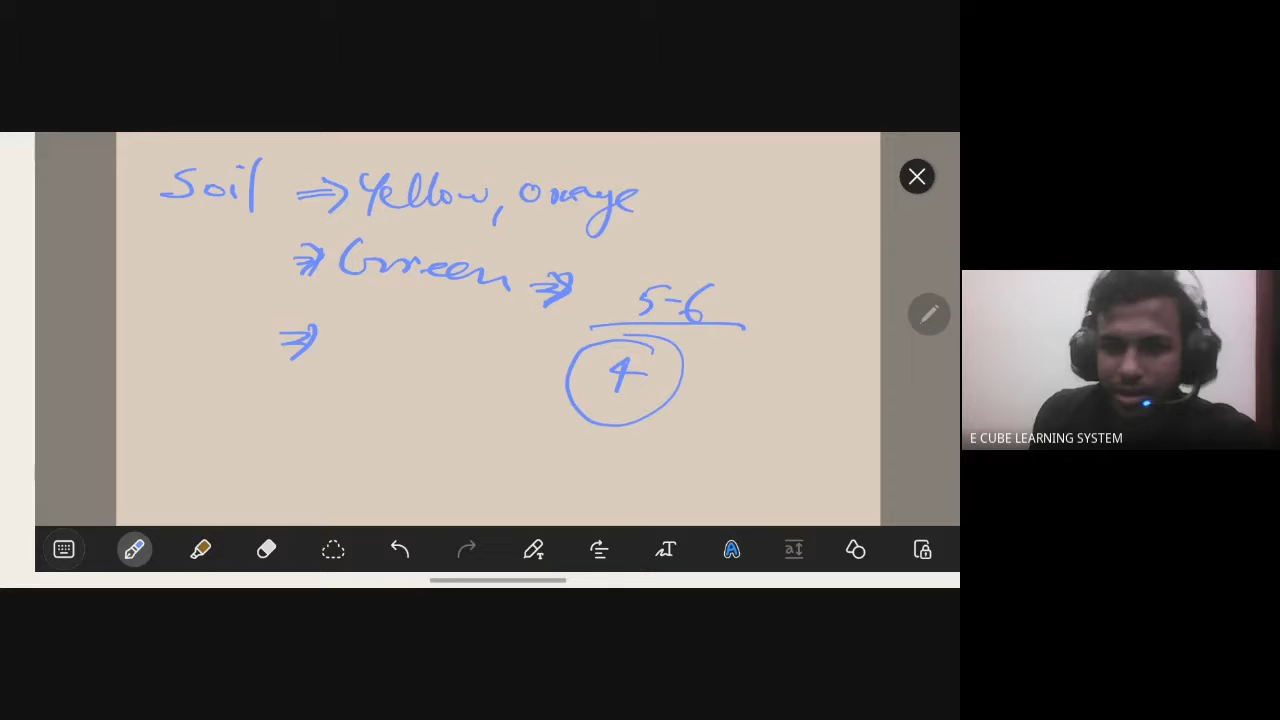 Soil ⇒ Yellow, orange
⇒ Green ⇒ 5-6
⇒ 4
E CUBE LEARNING SYSTEM